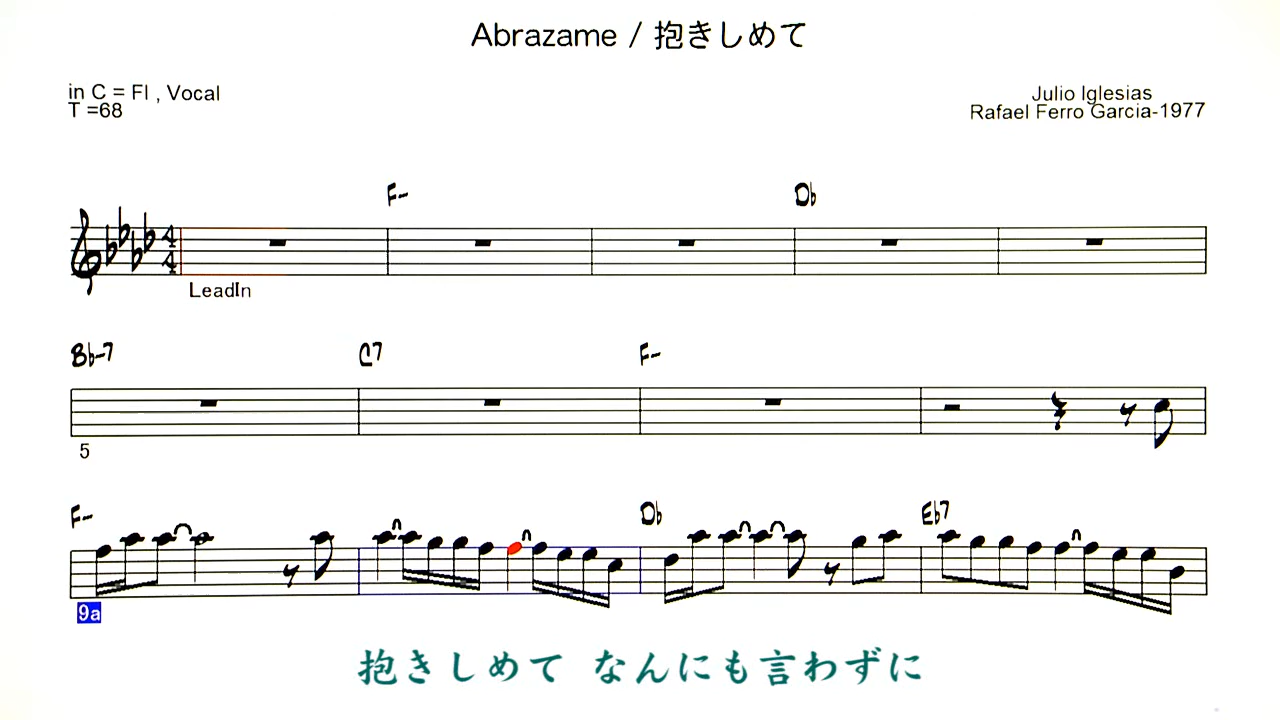 Abrazame / 抱きしめて
in C = Fl , Vocal
T =68
Julio Iglesias
Rafael Ferro Garcia-1977
F-
Db
4
4
LeadIn
Bb-7 C7 F-
5
F- Db Eb7
9a
抱きしめて なんにも言わずに